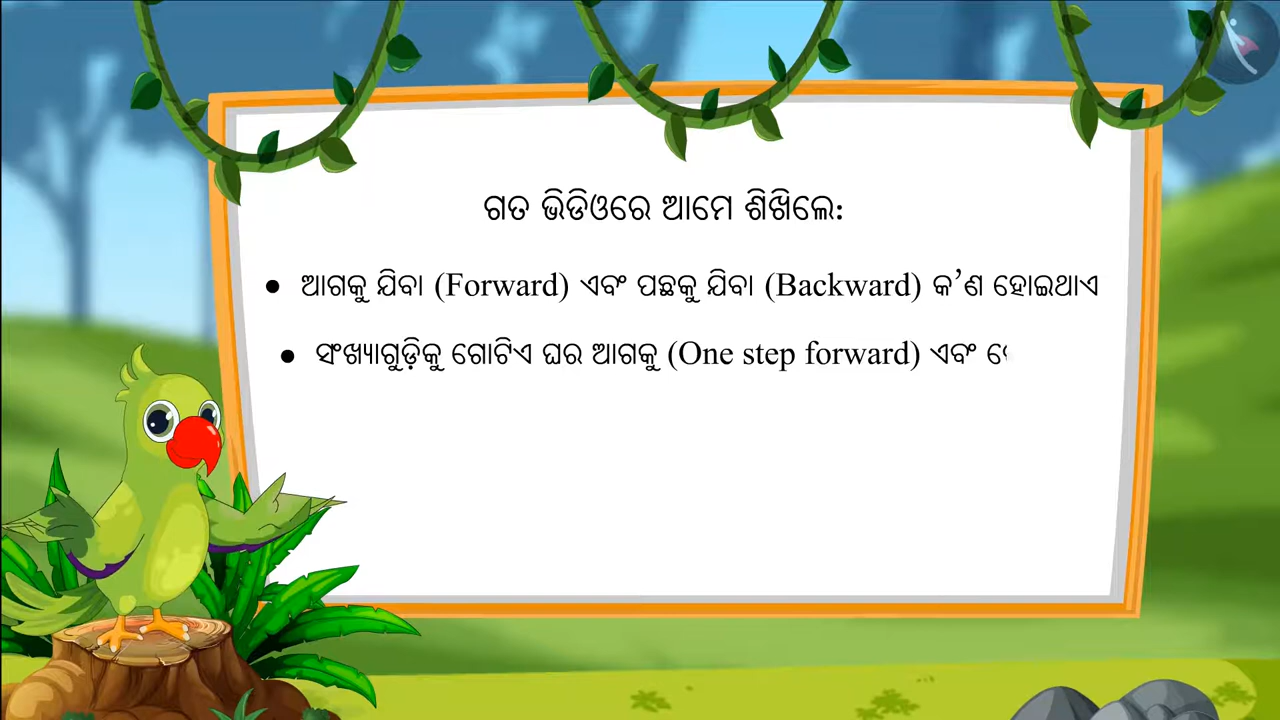 ଗତ ଭିଡିଓରେ ଆମେ ଶିଖିଲେ:
• ଆଗକୁ ଯିବା (Forward) ଏବଂ ପଛକୁ ଯିବା (Backward) କ’ଣ ହୋଇଥାଏ
• ସଂଖ୍ୟାଗୁଡ଼ିକୁ ଗୋଟିଏ ଘର ଆଗକୁ (One step forward) ଏବଂ